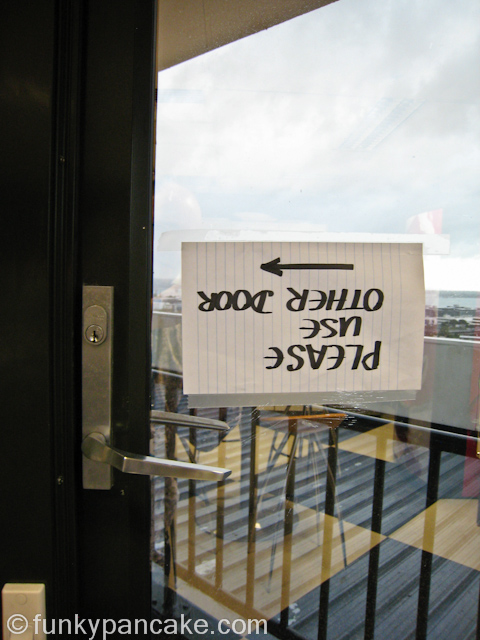 PLEASE
USE
OTHER DOOR
←
© funkypancake.com